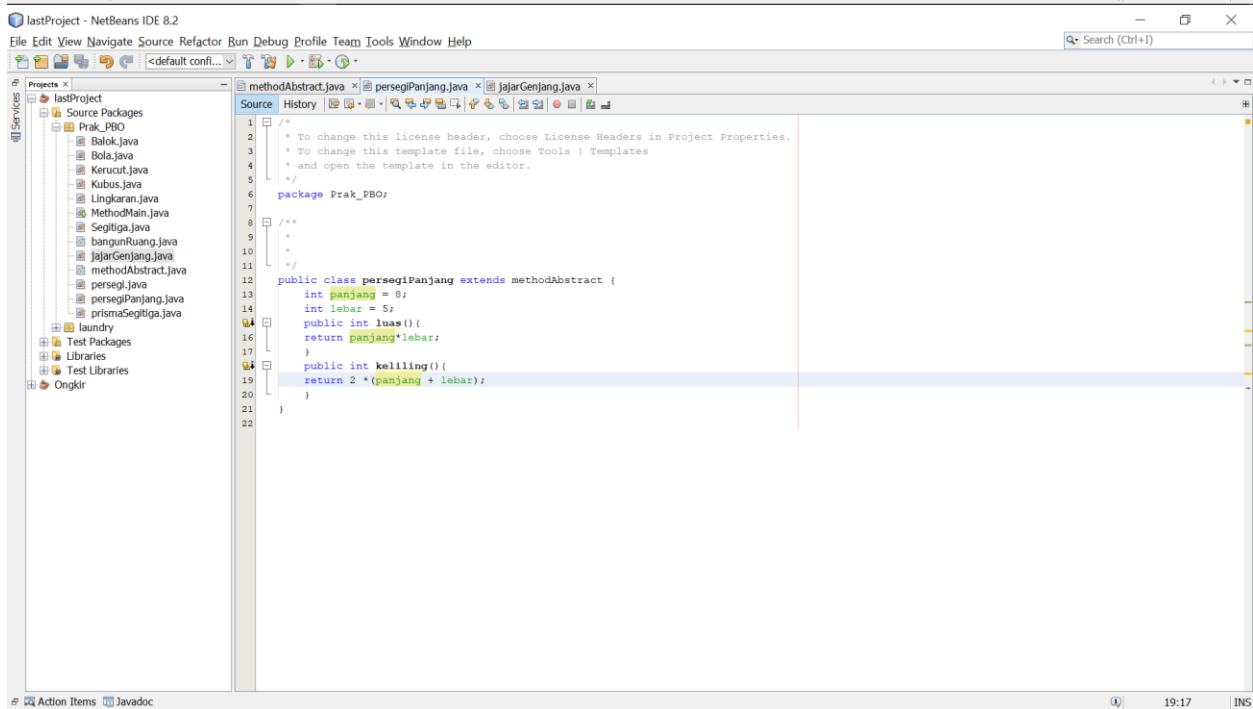 lastProject - NetBeans IDE 8.2
File Edit View Navigate Source Refactor Run Debug Profile Team Tools Window Help
Search (Ctrl+I)
<default confi...
Projects
methodAbstract.java persegiPanjang.java jajarGenjang.java
Services
lastProject
Source Packages
Prak_PBO
Balok.java
Bola.java
Kerucut.java
Kubus.java
Lingkaran.java
MethodMain.java
Segitiga.java
bangunRuang.java
jajarGenjang.java
methodAbstract.java
persegi.java
persegiPanjang.java
prismaSegitiga.java
laundry
Test Packages
Libraries
Test Libraries
Ongkir
Source History
1 /*
2 * To change this license header, choose License Headers in Project Properties.
3 * To change this template file, choose Tools | Templates
4 * and open the template in the editor.
5 */
6 package Prak_PBO;
7
8 /**
9 *
10 *
11 */
12 public class persegiPanjang extends methodAbstract {
13 int panjang = 8;
14 int lebar = 5;
public int luas(){
16 return panjang*lebar;
17 }
public int keliling(){
19 return 2 *(panjang + lebar);
20 }
21 }
22
Action Items Javadoc
19:17 INS